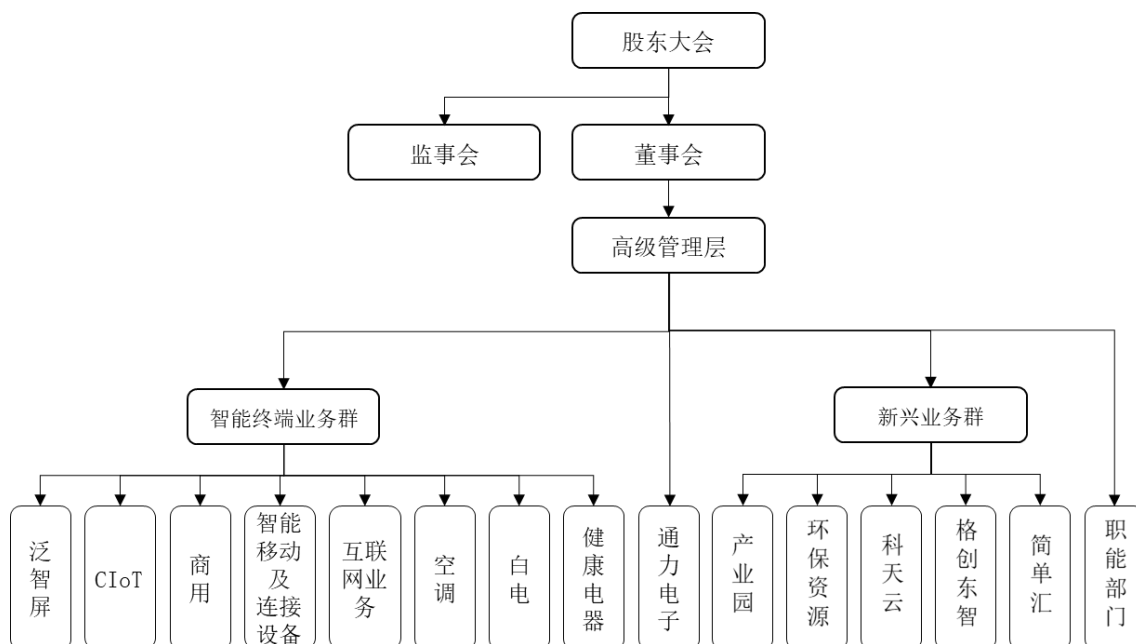 股东大会
监事会
董事会
高级管理层
智能终端业务群
新兴业务群
泛智屏
CIoT
商用
智能
移动
及
连接
设备
互联
网业
务
空调
白电
健康电器
通力电子
产业园
环保资源
科天云
格创东智
简单汇
职能部门